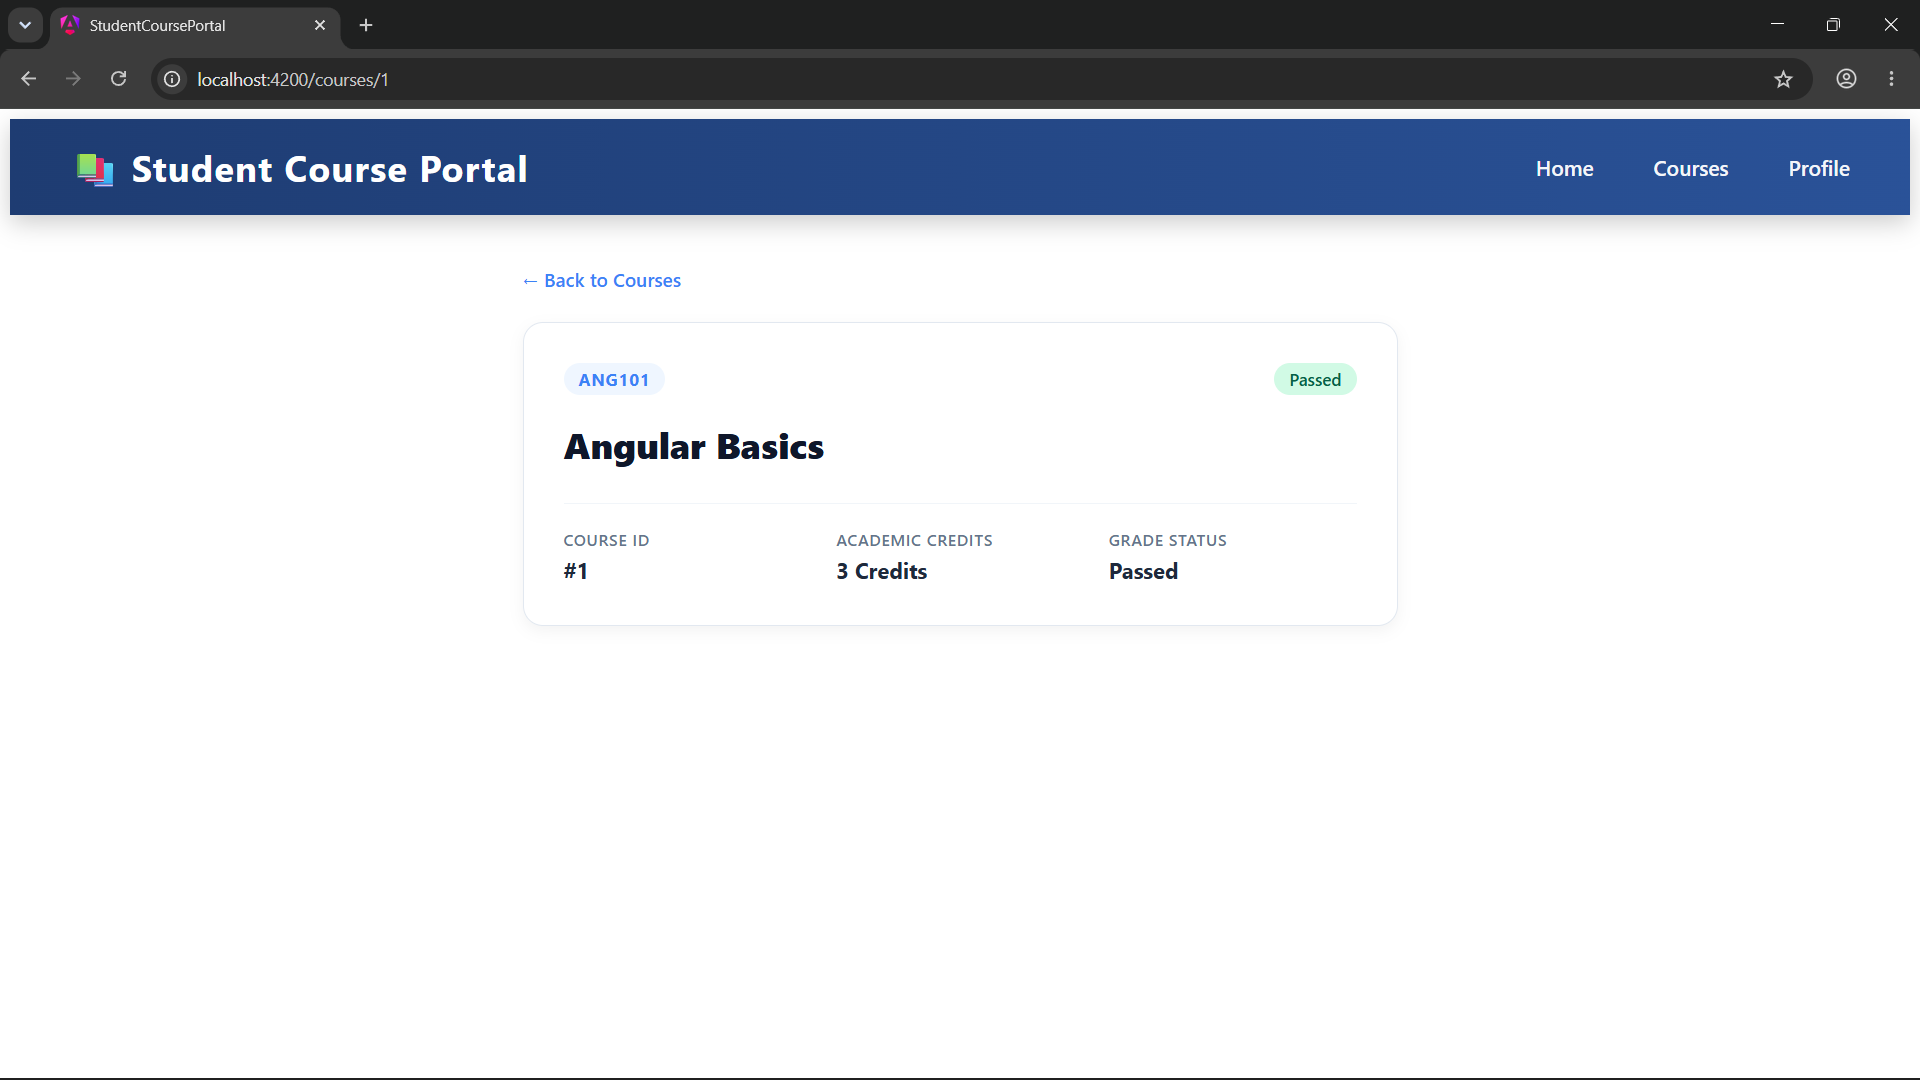 StudentCoursePortal
localhost:4200/courses/1
Student Course Portal
Home Courses Profile
← Back to Courses
ANG101 Passed
Angular Basics
COURSE ID ACADEMIC CREDITS GRADE STATUS
#1 3 Credits Passed